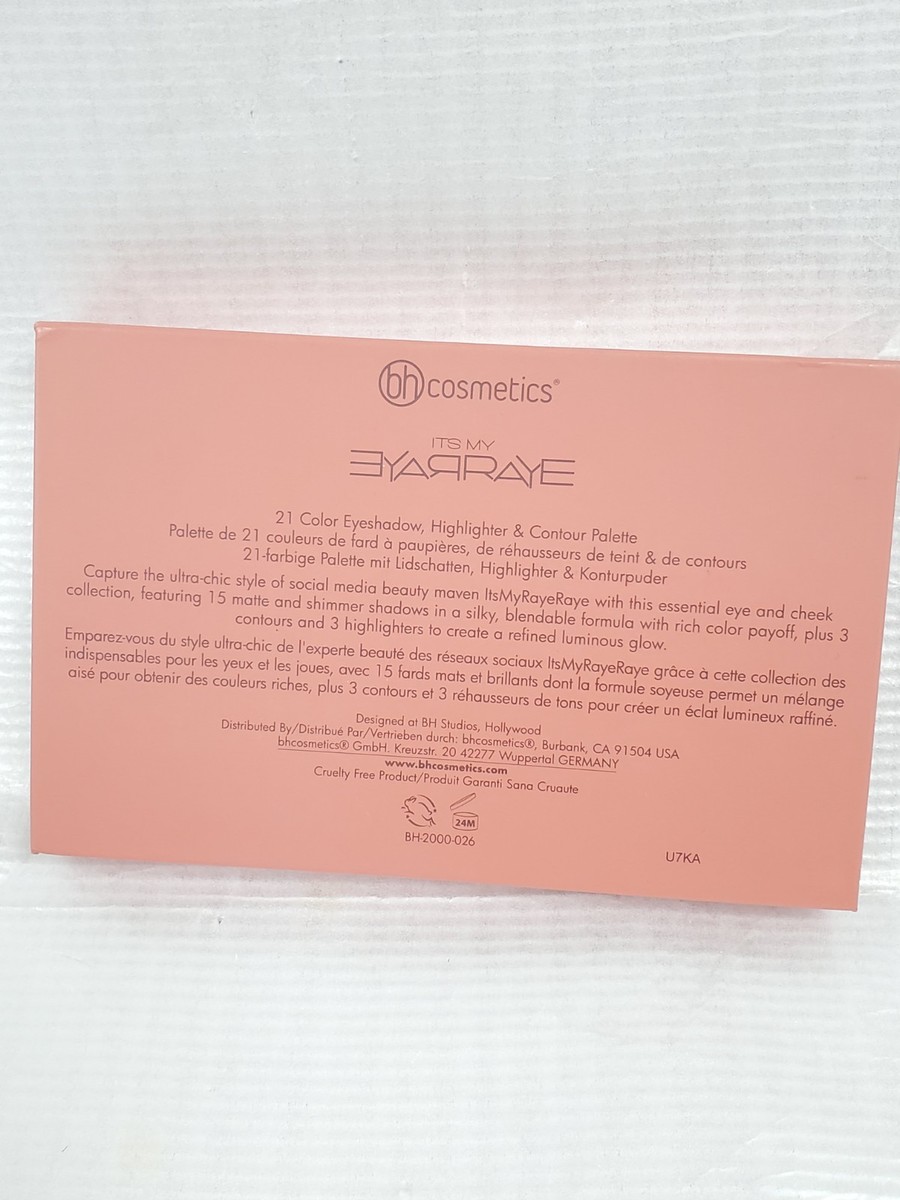 bhcosmetics®
ITS MY
EYARRAYE
21 Color Eyeshadow, Highlighter & Contour Palette
Palette de 21 couleurs de fard à paupières, de réhausseurs de teint & de contours
21-farbige Palette mit Lidschatten, Highlighter & Konturpuder
Capture the ultra-chic style of social media beauty maven ItsMyRayeRaye with this essential eye and cheek
collection, featuring 15 matte and shimmer shadows in a silky, blendable formula with rich color payoff, plus 3
contours and 3 highlighters to create a refined luminous glow.
Emparez-vous du style ultra-chic de l'experte beauté des réseaux sociaux ItsMyRayeRaye grâce à cette collection des
indispensables pour les yeux et les joues, avec 15 fards mats et brillants dont la formule soyeuse permet un mélange
aisé pour obtenir des couleurs riches, plus 3 contours et 3 réhausseurs de tons pour créer un éclat lumineux raffiné.
Designed at BH Studios, Hollywood
Distributed By/Distribué Par/Vertrieben durch: bhcosmetics®, Burbank, CA 91504 USA
bhcosmetics® GmbH. Kreuzstr. 20 42277 Wuppertal GERMANY
www.bhcosmetics.com
Cruelty Free Product/Produit Garanti Sana Cruaute
24M
BH-2000-026
U7KA